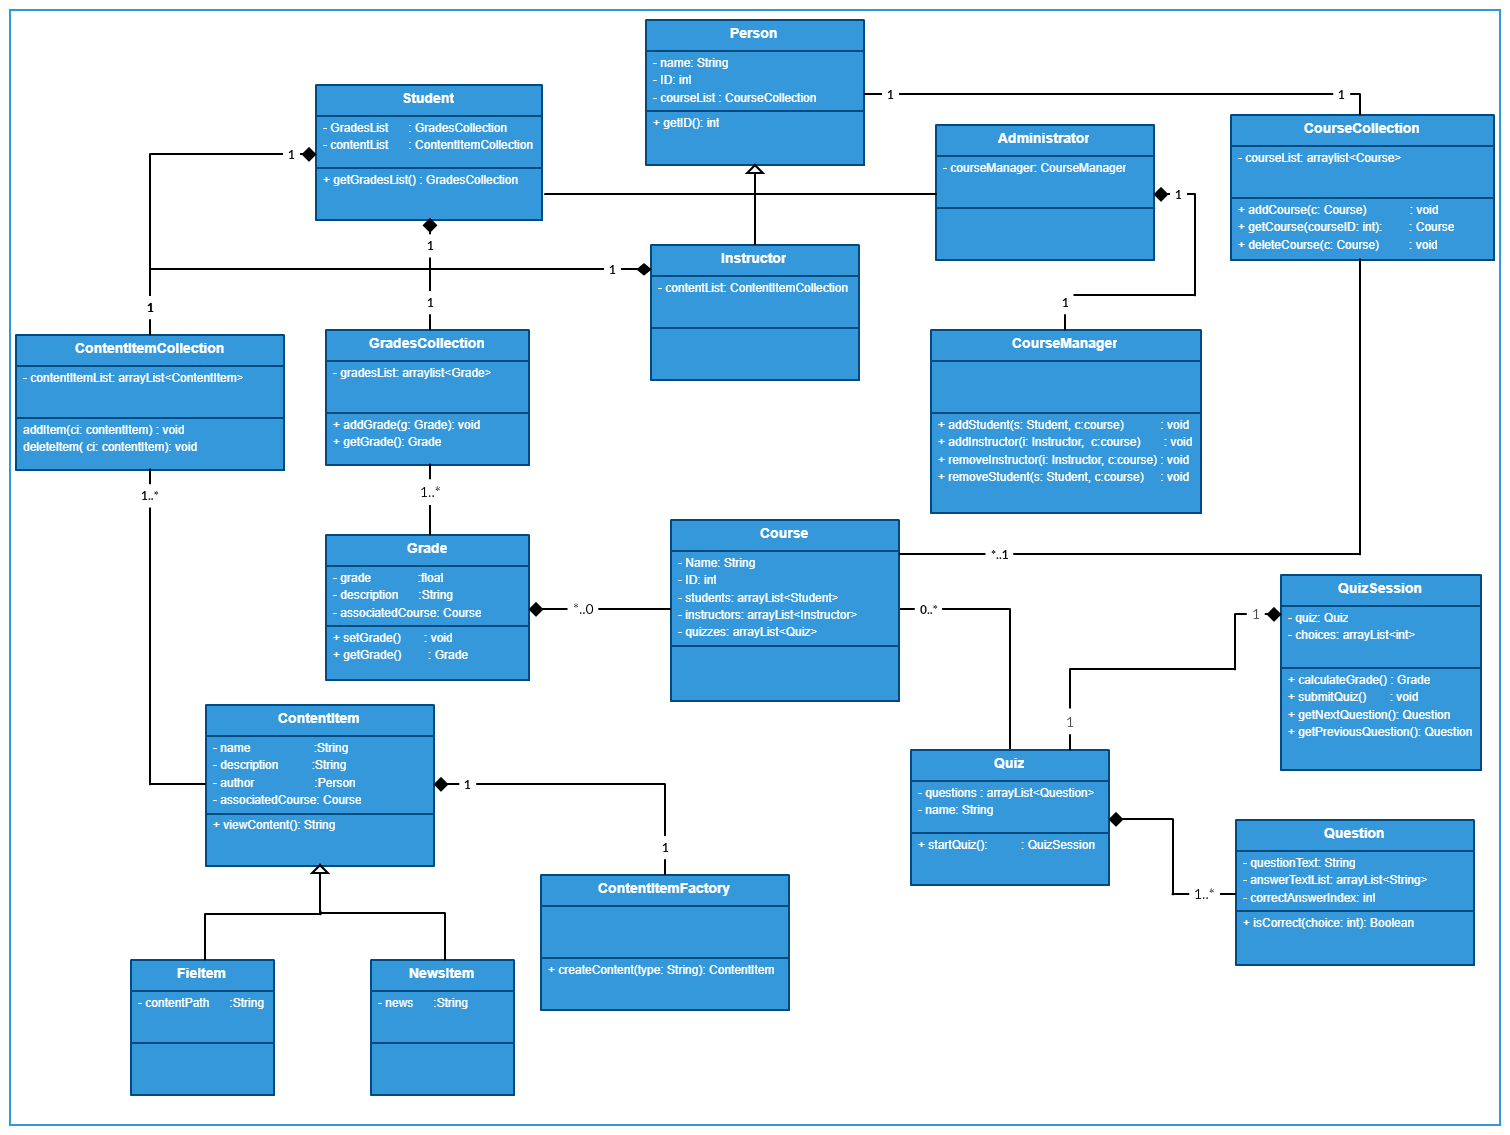 Person
- name: String
- ID: int
- courseList : CourseCollection
+ getID(): int
Student
- GradesList : GradesCollection
- contentList : ContentItemCollection
+ getGradesList() : GradesCollection
Administrator
- courseManager: CourseManager
CourseCollection
- courseList: arraylist<Course>
+ addCourse(c: Course) : void
+ getCourse(courseID: int): : Course
+ deleteCourse(c: Course) : void
1
1
1
1
1
1
1
1
1
Instructor
- contentList: ContentItemCollection
ContentItemCollection
- contentItemList: arrayList<ContentItem>
addItem(ci: contentItem) : void
deleteItem( ci: contentItem): void
GradesCollection
- gradesList: arraylist<Grade>
+ addGrade(g: Grade): void
+ getGrade(): Grade
CourseManager
+ addStudent(s: Student, c:course) : void
+ addInstructor(i: Instructor, c:course) : void
+ removeInstructor(i: Instructor, c:course) : void
+ removeStudent(s: Student, c:course) : void
1..*
1..*
Grade
- grade :float
- description :String
- associatedCourse: Course
+ setGrade() : void
+ getGrade() : Grade
*..0
Course
- Name: String
- ID: int
- students: arrayList<Student>
- instructors: arrayList<Instructor>
- quizzes: arrayList<Quiz>
*..1
0..*
QuizSession
- quiz: Quiz
- choices: arrayList<int>
+ calculateGrade() : Grade
+ submitQuiz() : void
+ getNextQuestion(): Question
+ getPreviousQuestion(): Question
1
1
ContentItem
- name :String
- description :String
- author :Person
- associatedCourse: Course
+ viewContent(): String
1
1
Quiz
- questions : arrayList<Question>
- name: String
+ startQuiz(): : QuizSession
1..*
Question
- questionText: String
- answerTextList: arrayList<String>
- correctAnswerIndex: int
+ isCorrect(choice: int): Boolean
ContentItemFactory
+ createContent(type: String): ContentItem
FieItem
- contentPath :String
NewsItem
- news :String